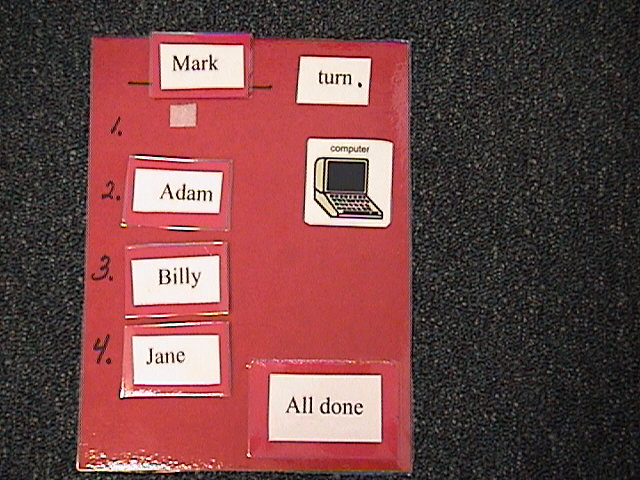 Mark turn.
computer
1.
2. Adam
3. Billy
4. Jane
All done